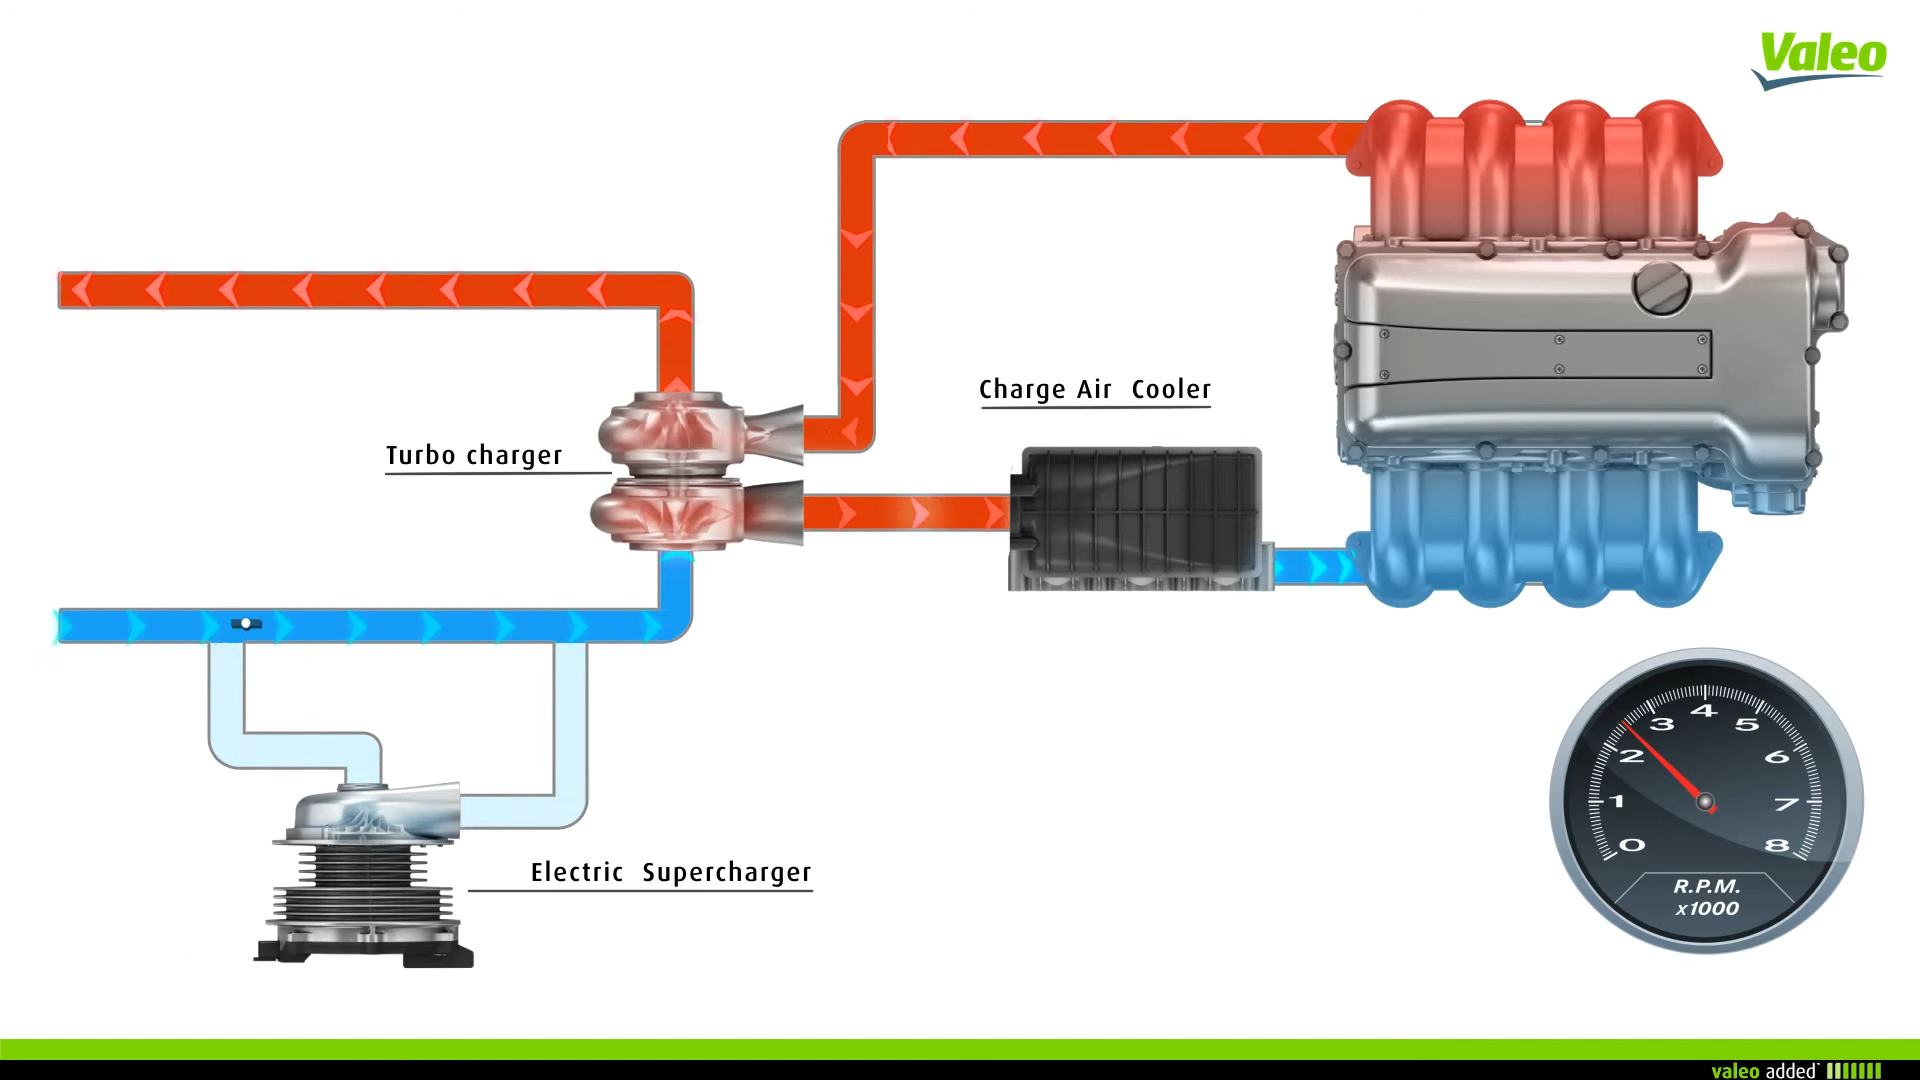 Valeo
Charge Air Cooler
Turbo charger
Electric Supercharger
0 1 2 3 4 5 6 7 8
R.P.M.
x1000
valeo added